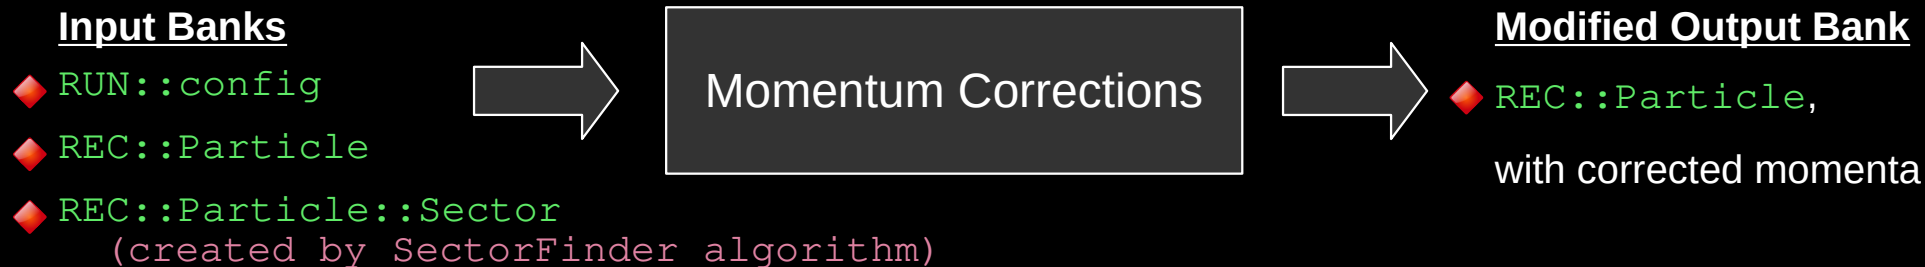 Input Banks
RUN::config
REC::Particle
REC::Particle::Sector
(created by SectorFinder algorithm)
Momentum Corrections
Modified Output Bank
REC::Particle,
with corrected momenta